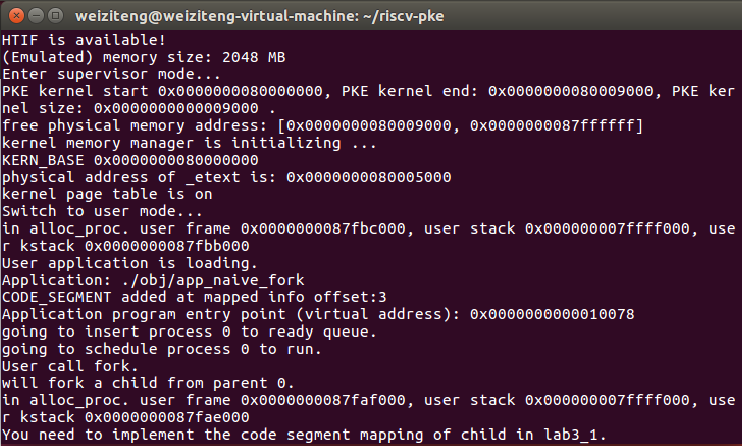 weiziteng@weiziteng-virtual-machine: ~/riscv-pke
HTIF is available!
(Emulated) memory size: 2048 MB
Enter supervisor mode...
PKE kernel start 0x0000000080000000, PKE kernel end: 0x0000000080009000, PKE ker
nel size: 0x0000000000009000 .
free physical memory address: [0x0000000080009000, 0x0000000087ffffff]
kernel memory manager is initializing ...
KERN_BASE 0x0000000080000000
physical address of _etext is: 0x0000000080005000
kernel page table is on
Switch to user mode...
in alloc_proc. user frame 0x0000000087fbc000, user stack 0x000000007ffff000, use
r kstack 0x0000000087fbb000
User application is loading.
Application: ./obj/app_naive_fork
CODE_SEGMENT added at mapped info offset:3
Application program entry point (virtual address): 0x0000000000010078
going to insert process 0 to ready queue.
going to schedule process 0 to run.
User call fork.
will fork a child from parent 0.
in alloc_proc. user frame 0x0000000087faf000, user stack 0x000000007ffff000, use
r kstack 0x0000000087fae000
You need to implement the code segment mapping of child in lab3_1.